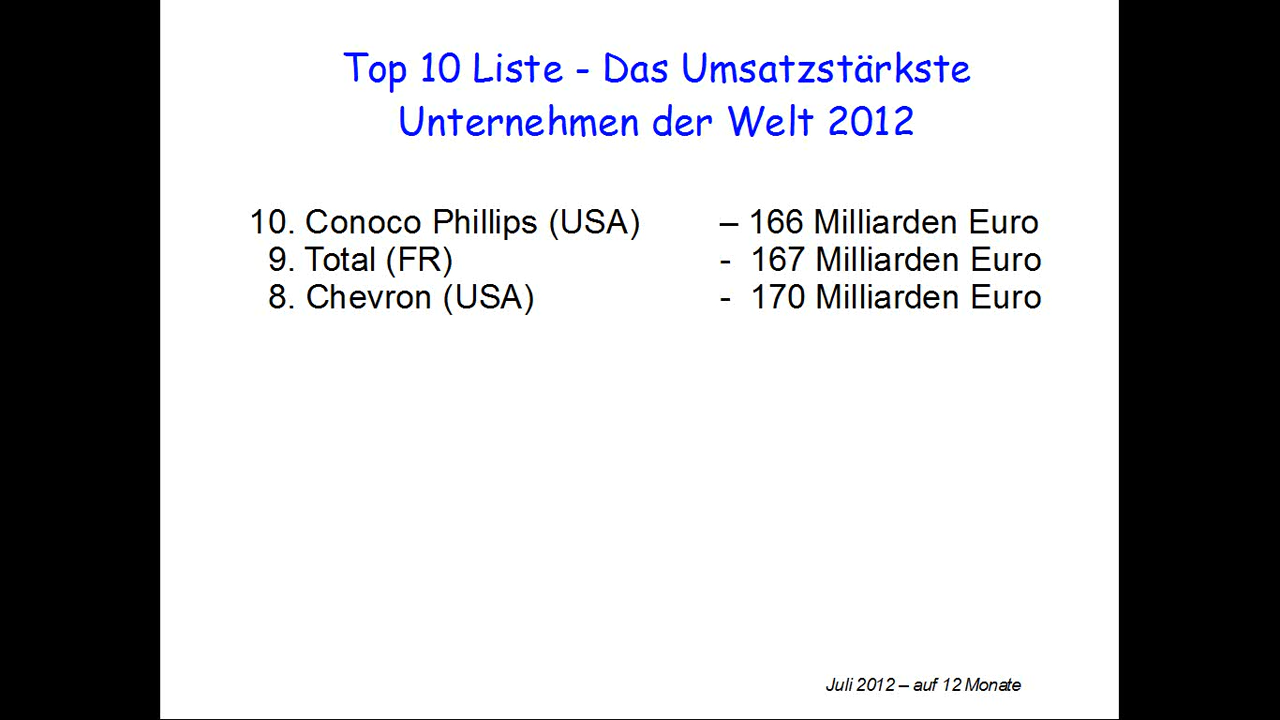 Top 10 Liste - Das Umsatzstärkste
Unternehmen der Welt 2012
10. Conoco Phillips (USA) – 166 Milliarden Euro
9. Total (FR) - 167 Milliarden Euro
8. Chevron (USA) - 170 Milliarden Euro
Juli 2012 – auf 12 Monate